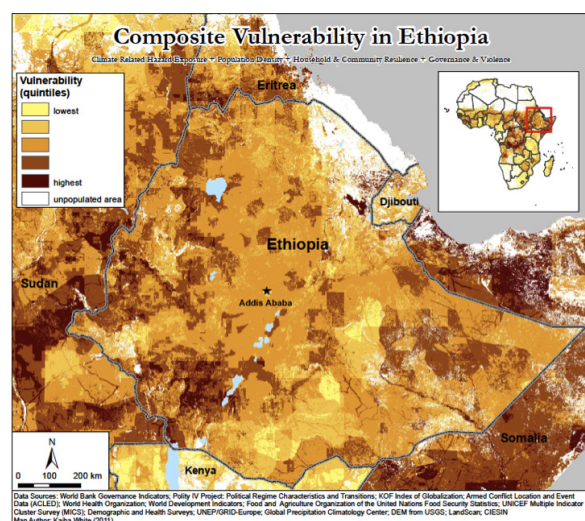 Composite Vulnerability in Ethiopia
Climate Related Hazard Exposure + Population Density + Household & Community Resilience + Governance & Violence
Vulnerability
(quintiles)
lowest
highest
unpopulated area
Eritrea
Djibouti
Ethiopia
Sudan
Addis Ababa
Somalia
Kenya
N
0 100 200 km
Data Sources: World Bank Governance Indicators; Polity IV Project: Political Regime Characteristics and Transitions; KOF Index of Globalization; Armed Conflict Location and Event
Data (ACLED); World Health Organization; World Development Indicators; Food and Agriculture Organization of the United Nations Food Security Statistics; UNICEF Multiple Indicator
Cluster Survey (MICS); Demographic and Health Surveys; UNEP/GRID-Europe; Global Precipitation Climatology Center; DEM from USGS; LandScan; CIESIN
Map Author: Kaiba White (2011)